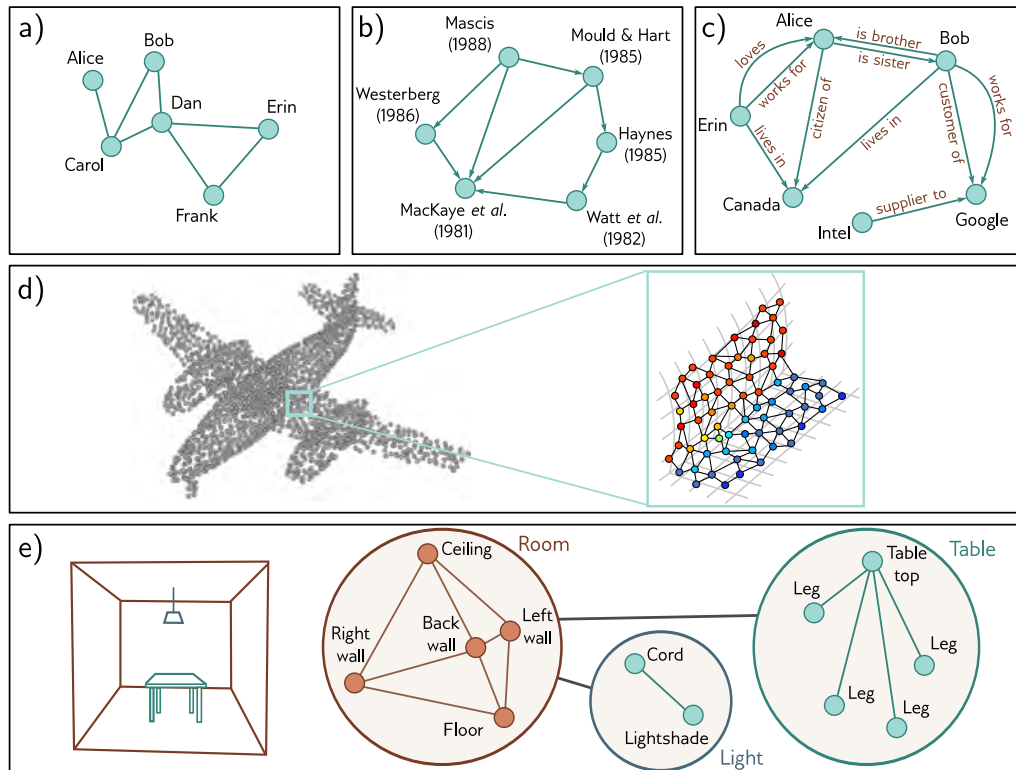 a)
Bob
Alice
Dan
Erin
Carol
Frank
b)
Mascis
(1988)
Mould & Hart
(1985)
Westerberg
(1986)
Haynes
(1985)
MacKaye et al.
(1981)
Watt et al.
(1982)
c)
Alice
Bob
is brother
is sister
loves
works for
works for
Erin
citizen of
customer of
lives in
lives in
Canada
supplier to
Intel
Google
d)
e)
Room
Ceiling
Right
wall
Back
wall
Left
wall
Floor
Cord
Lightshade
Light
Table
Table
top
Leg
Leg
Leg
Leg